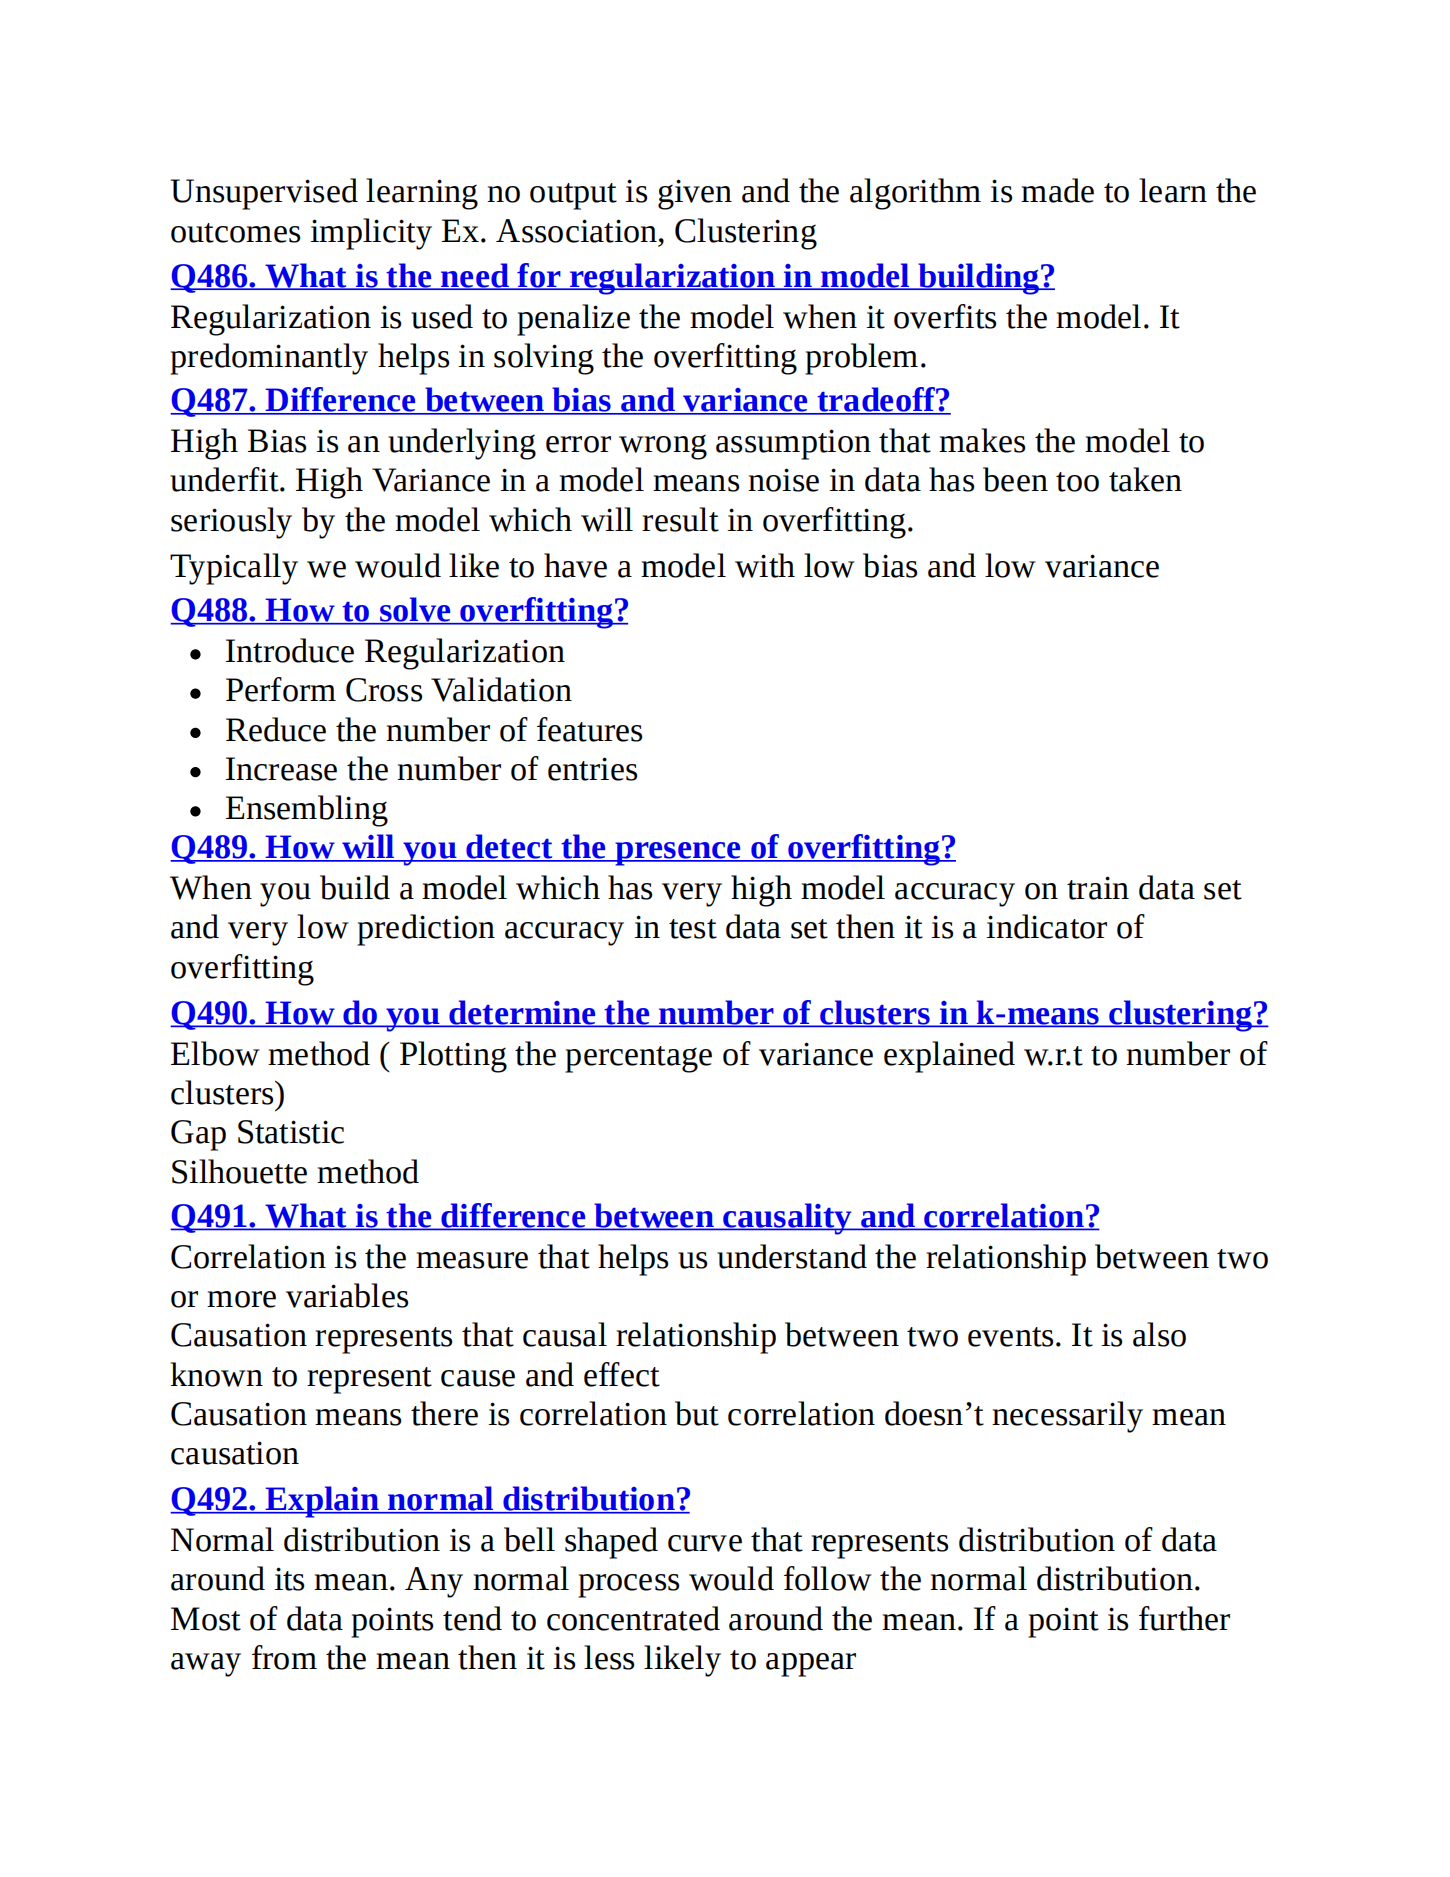 Unsupervised learning no output is given and the algorithm is made to learn the
outcomes implicity Ex. Association, Clustering
Q486. What is the need for regularization in model building?
Regularization is used to penalize the model when it overfits the model. It
predominantly helps in solving the overfitting problem.
Q487. Difference between bias and variance tradeoff?
High Bias is an underlying error wrong assumption that makes the model to
underfit. High Variance in a model means noise in data has been too taken
seriously by the model which will result in overfitting.
Typically we would like to have a model with low bias and low variance
Q488. How to solve overfitting?
• Introduce Regularization
• Perform Cross Validation
• Reduce the number of features
• Increase the number of entries
• Ensembling
Q489. How will you detect the presence of overfitting?
When you build a model which has very high model accuracy on train data set
and very low prediction accuracy in test data set then it is a indicator of
overfitting
Q490. How do you determine the number of clusters in k-means clustering?
Elbow method ( Plotting the percentage of variance explained w.r.t to number of
clusters)
Gap Statistic
Silhouette method
Q491. What is the difference between causality and correlation?
Correlation is the measure that helps us understand the relationship between two
or more variables
Causation represents that causal relationship between two events. It is also
known to represent cause and effect
Causation means there is correlation but correlation doesn’t necessarily mean
causation
Q492. Explain normal distribution?
Normal distribution is a bell shaped curve that represents distribution of data
around its mean. Any normal process would follow the normal distribution.
Most of data points tend to concentrated around the mean. If a point is further
away from the mean then it is less likely to appear